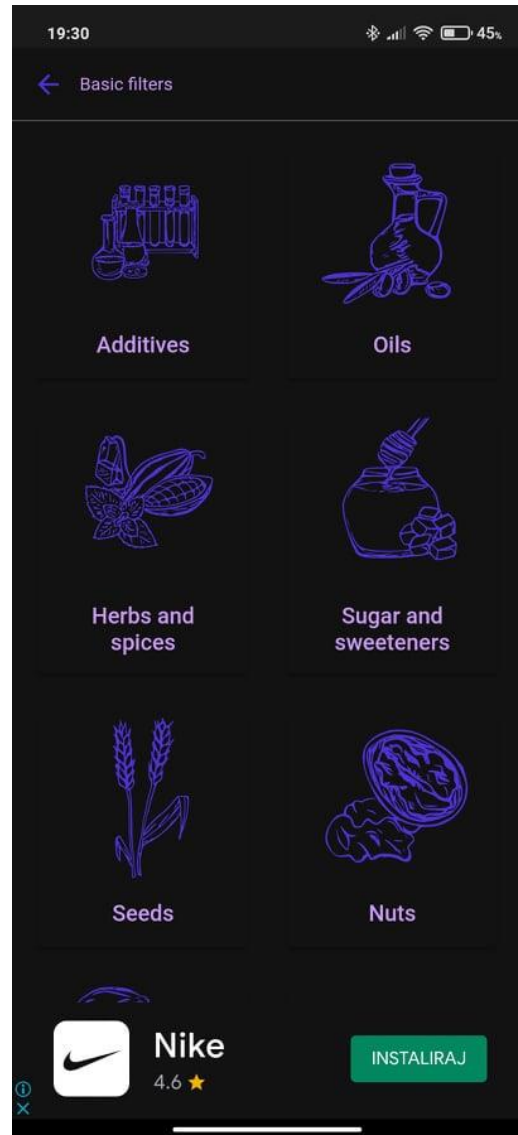 19:30
45%
Basic filters
Additives
Oils
Herbs and
spices
Sugar and
sweeteners
Seeds
Nuts
Nike
4.6
INSTALIRAJ